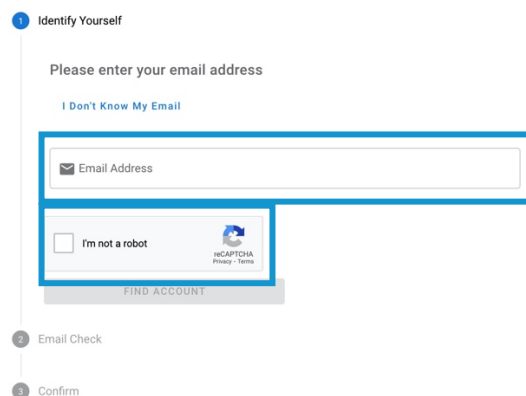 1 Identify Yourself
Please enter your email address
I Don't Know My Email
Email Address
I'm not a robot
reCAPTCHA
Privacy - Terms
FIND ACCOUNT
2 Email Check
3 Confirm